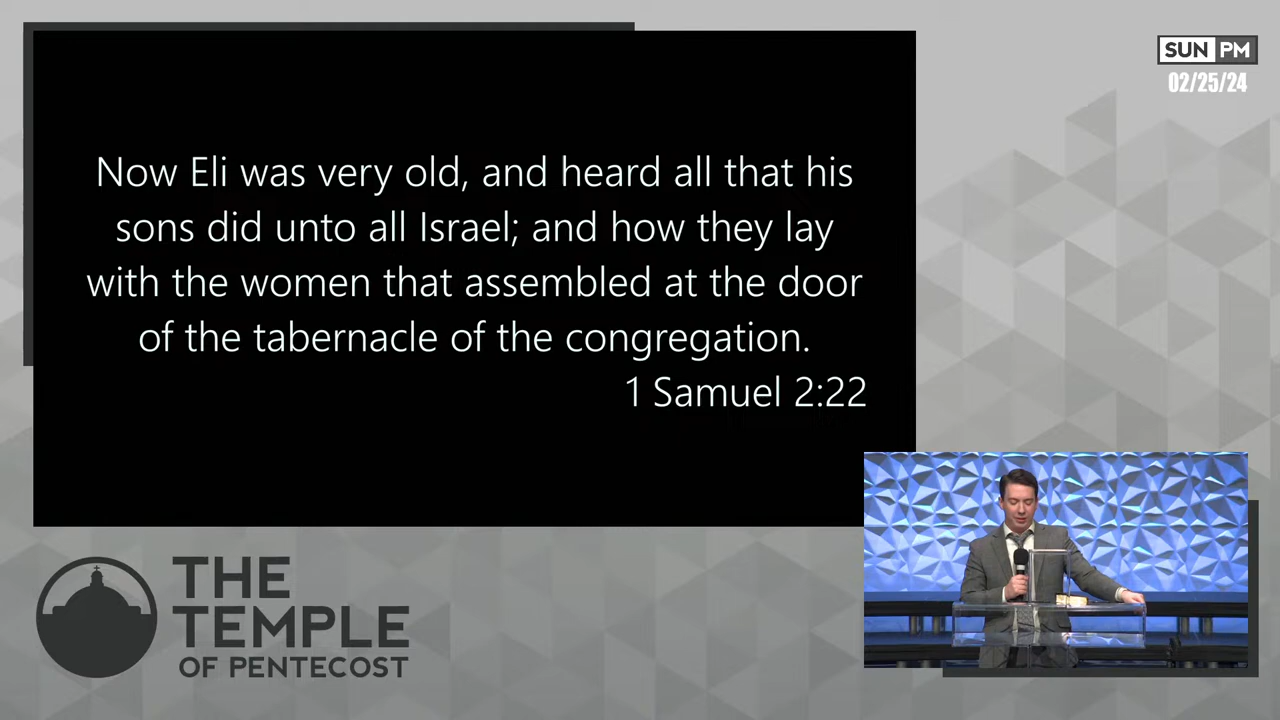 SUN PM
02/25/24
Now Eli was very old, and heard all that his
sons did unto all Israel; and how they lay
with the women that assembled at the door
of the tabernacle of the congregation.
1 Samuel 2:22
THE
TEMPLE
OF PENTECOST